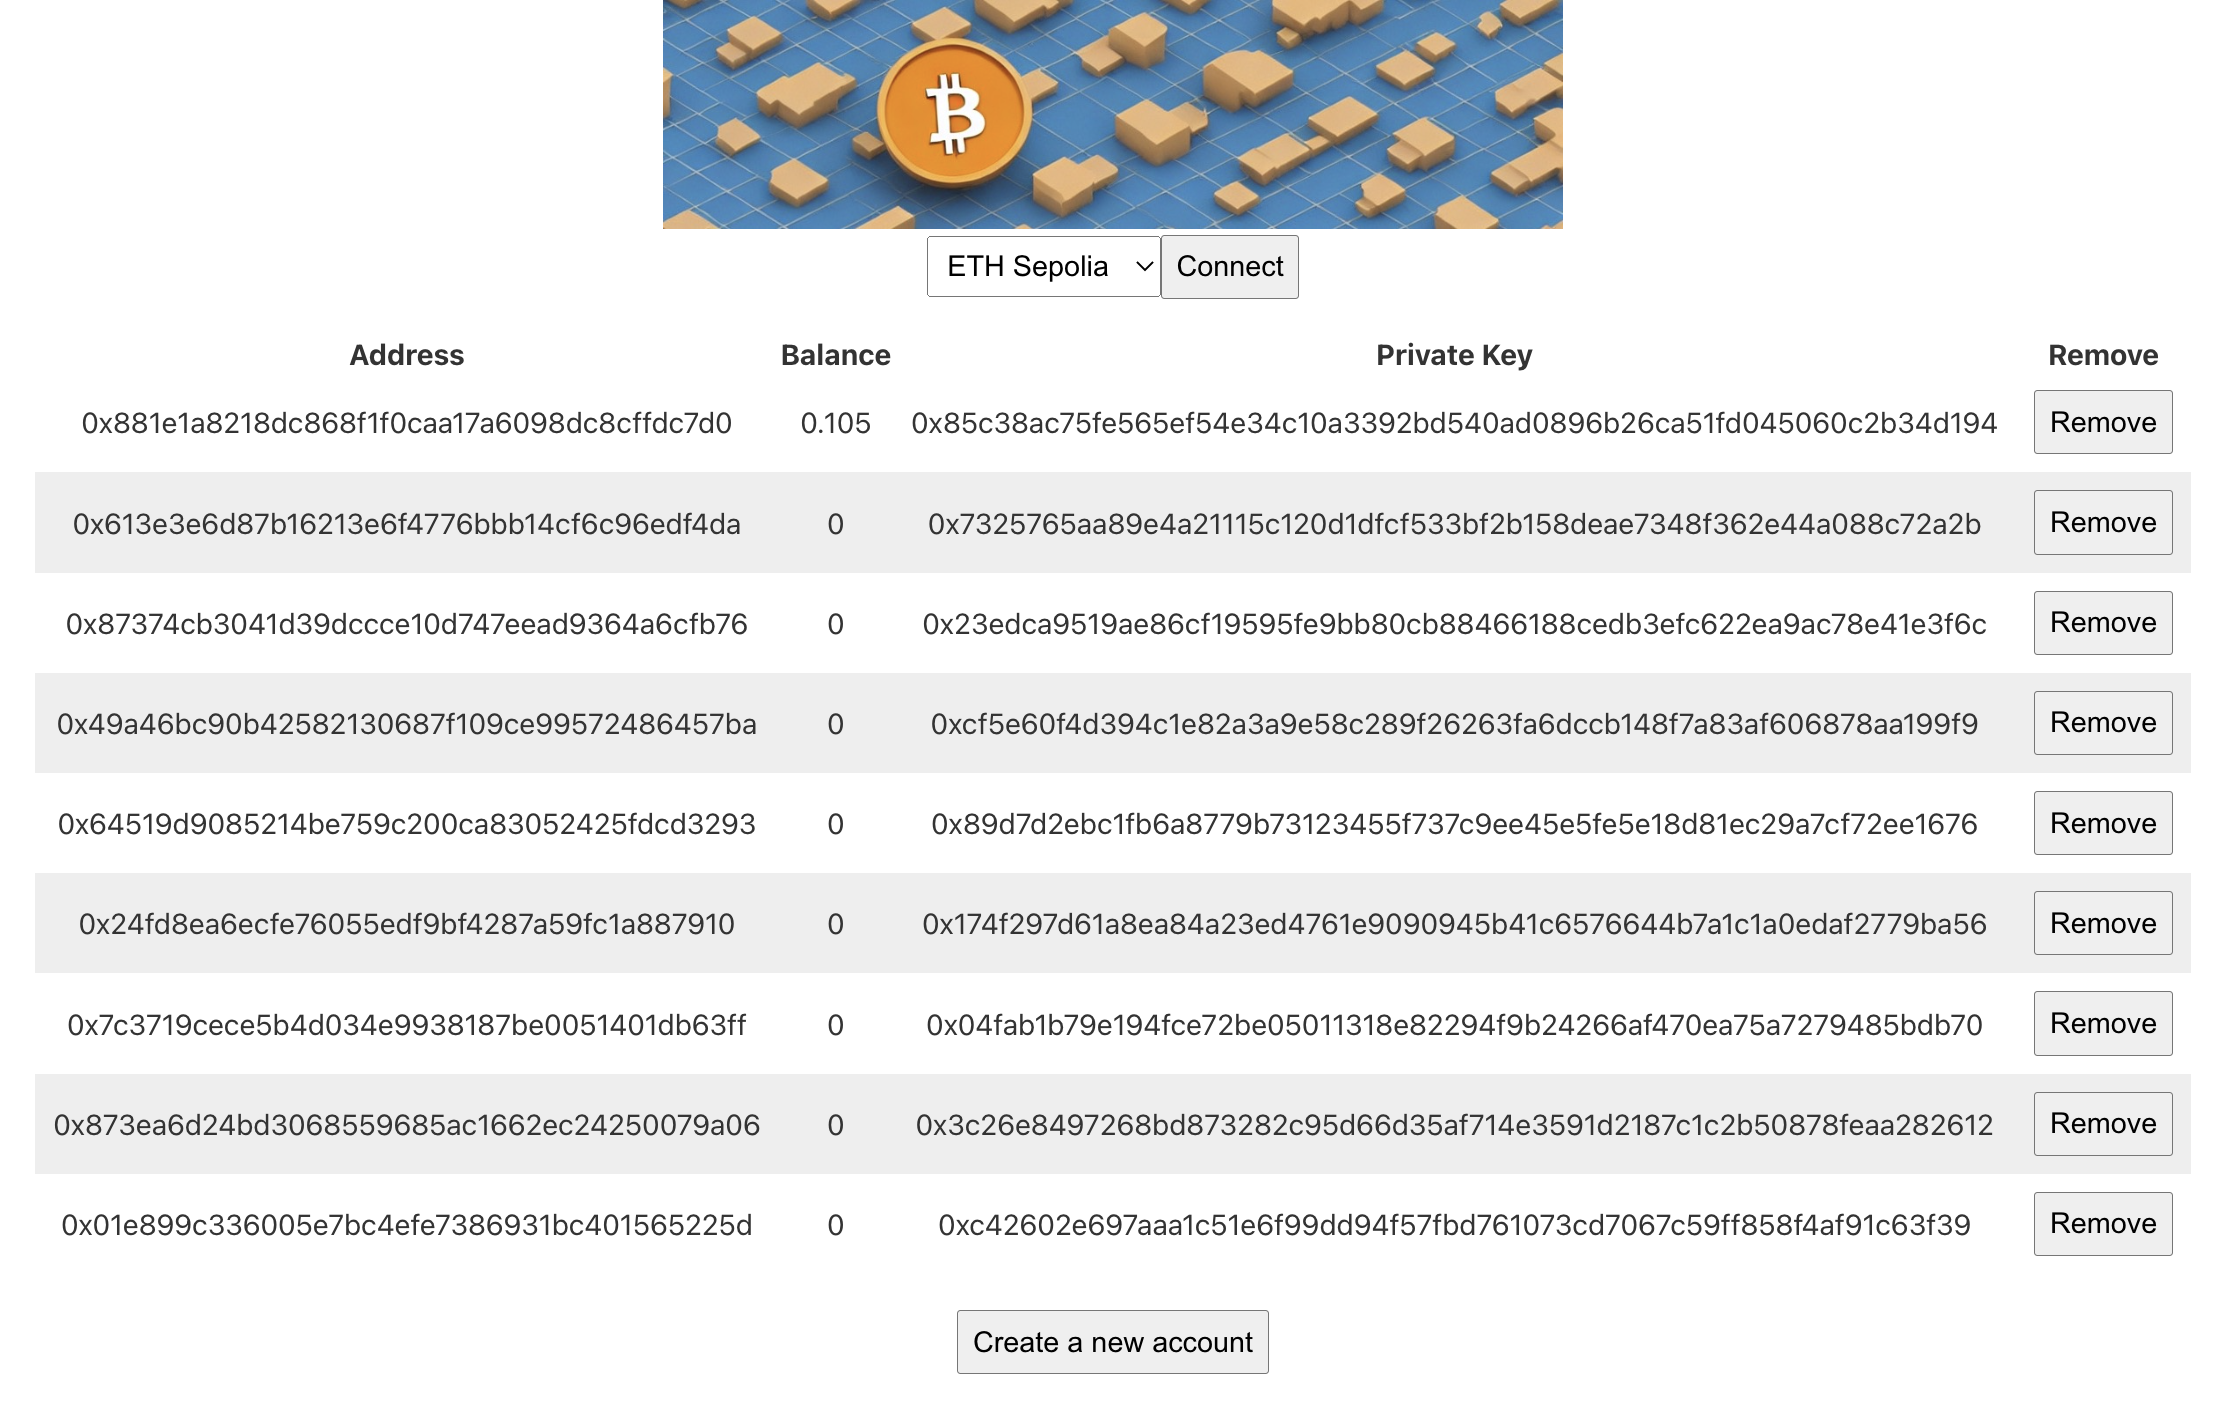 ETH Sepolia Connect
Address Balance Private Key Remove
0x881e1a8218dc868f1f0caa17a6098dc8cffdc7d0 0.105 0x85c38ac75fe565ef54e34c10a3392bd540ad0896b26ca51fd045060c2b34d194 Remove
0x613e3e6d87b16213e6f4776bbb14cf6c96edf4da 0 0x7325765aa89e4a21115c120d1dfcf533bf2b158deae7348f362e44a088c72a2b Remove
0x87374cb3041d39dccce10d747eead9364a6cfb76 0 0x23edca9519ae86cf19595fe9bb80cb88466188cedb3efc622ea9ac78e41e3f6c Remove
0x49a46bc90b42582130687f109ce99572486457ba 0 0xcf5e60f4d394c1e82a3a9e58c289f26263fa6dccb148f7a83af606878aa199f9 Remove
0x64519d9085214be759c200ca83052425fdcd3293 0 0x89d7d2ebc1fb6a8779b73123455f737c9ee45e5fe5e18d81ec29a7cf72ee1676 Remove
0x24fd8ea6ecfe76055edf9bf4287a59fc1a887910 0 0x174f297d61a8ea84a23ed4761e9090945b41c6576644b7a1c1a0edaf2779ba56 Remove
0x7c3719cece5b4d034e9938187be0051401db63ff 0 0x04fab1b79e194fce72be05011318e82294f9b24266af470ea75a7279485bdb70 Remove
0x873ea6d24bd3068559685ac1662ec24250079a06 0 0x3c26e8497268bd873282c95d66d35af714e3591d2187c1c2b50878feaa282612 Remove
0x01e899c336005e7bc4efe7386931bc401565225d 0 0xc42602e697aaa1c51e6f99dd94f57fbd761073cd7067c59ff858f4af91c63f39 Remove
Create a new account